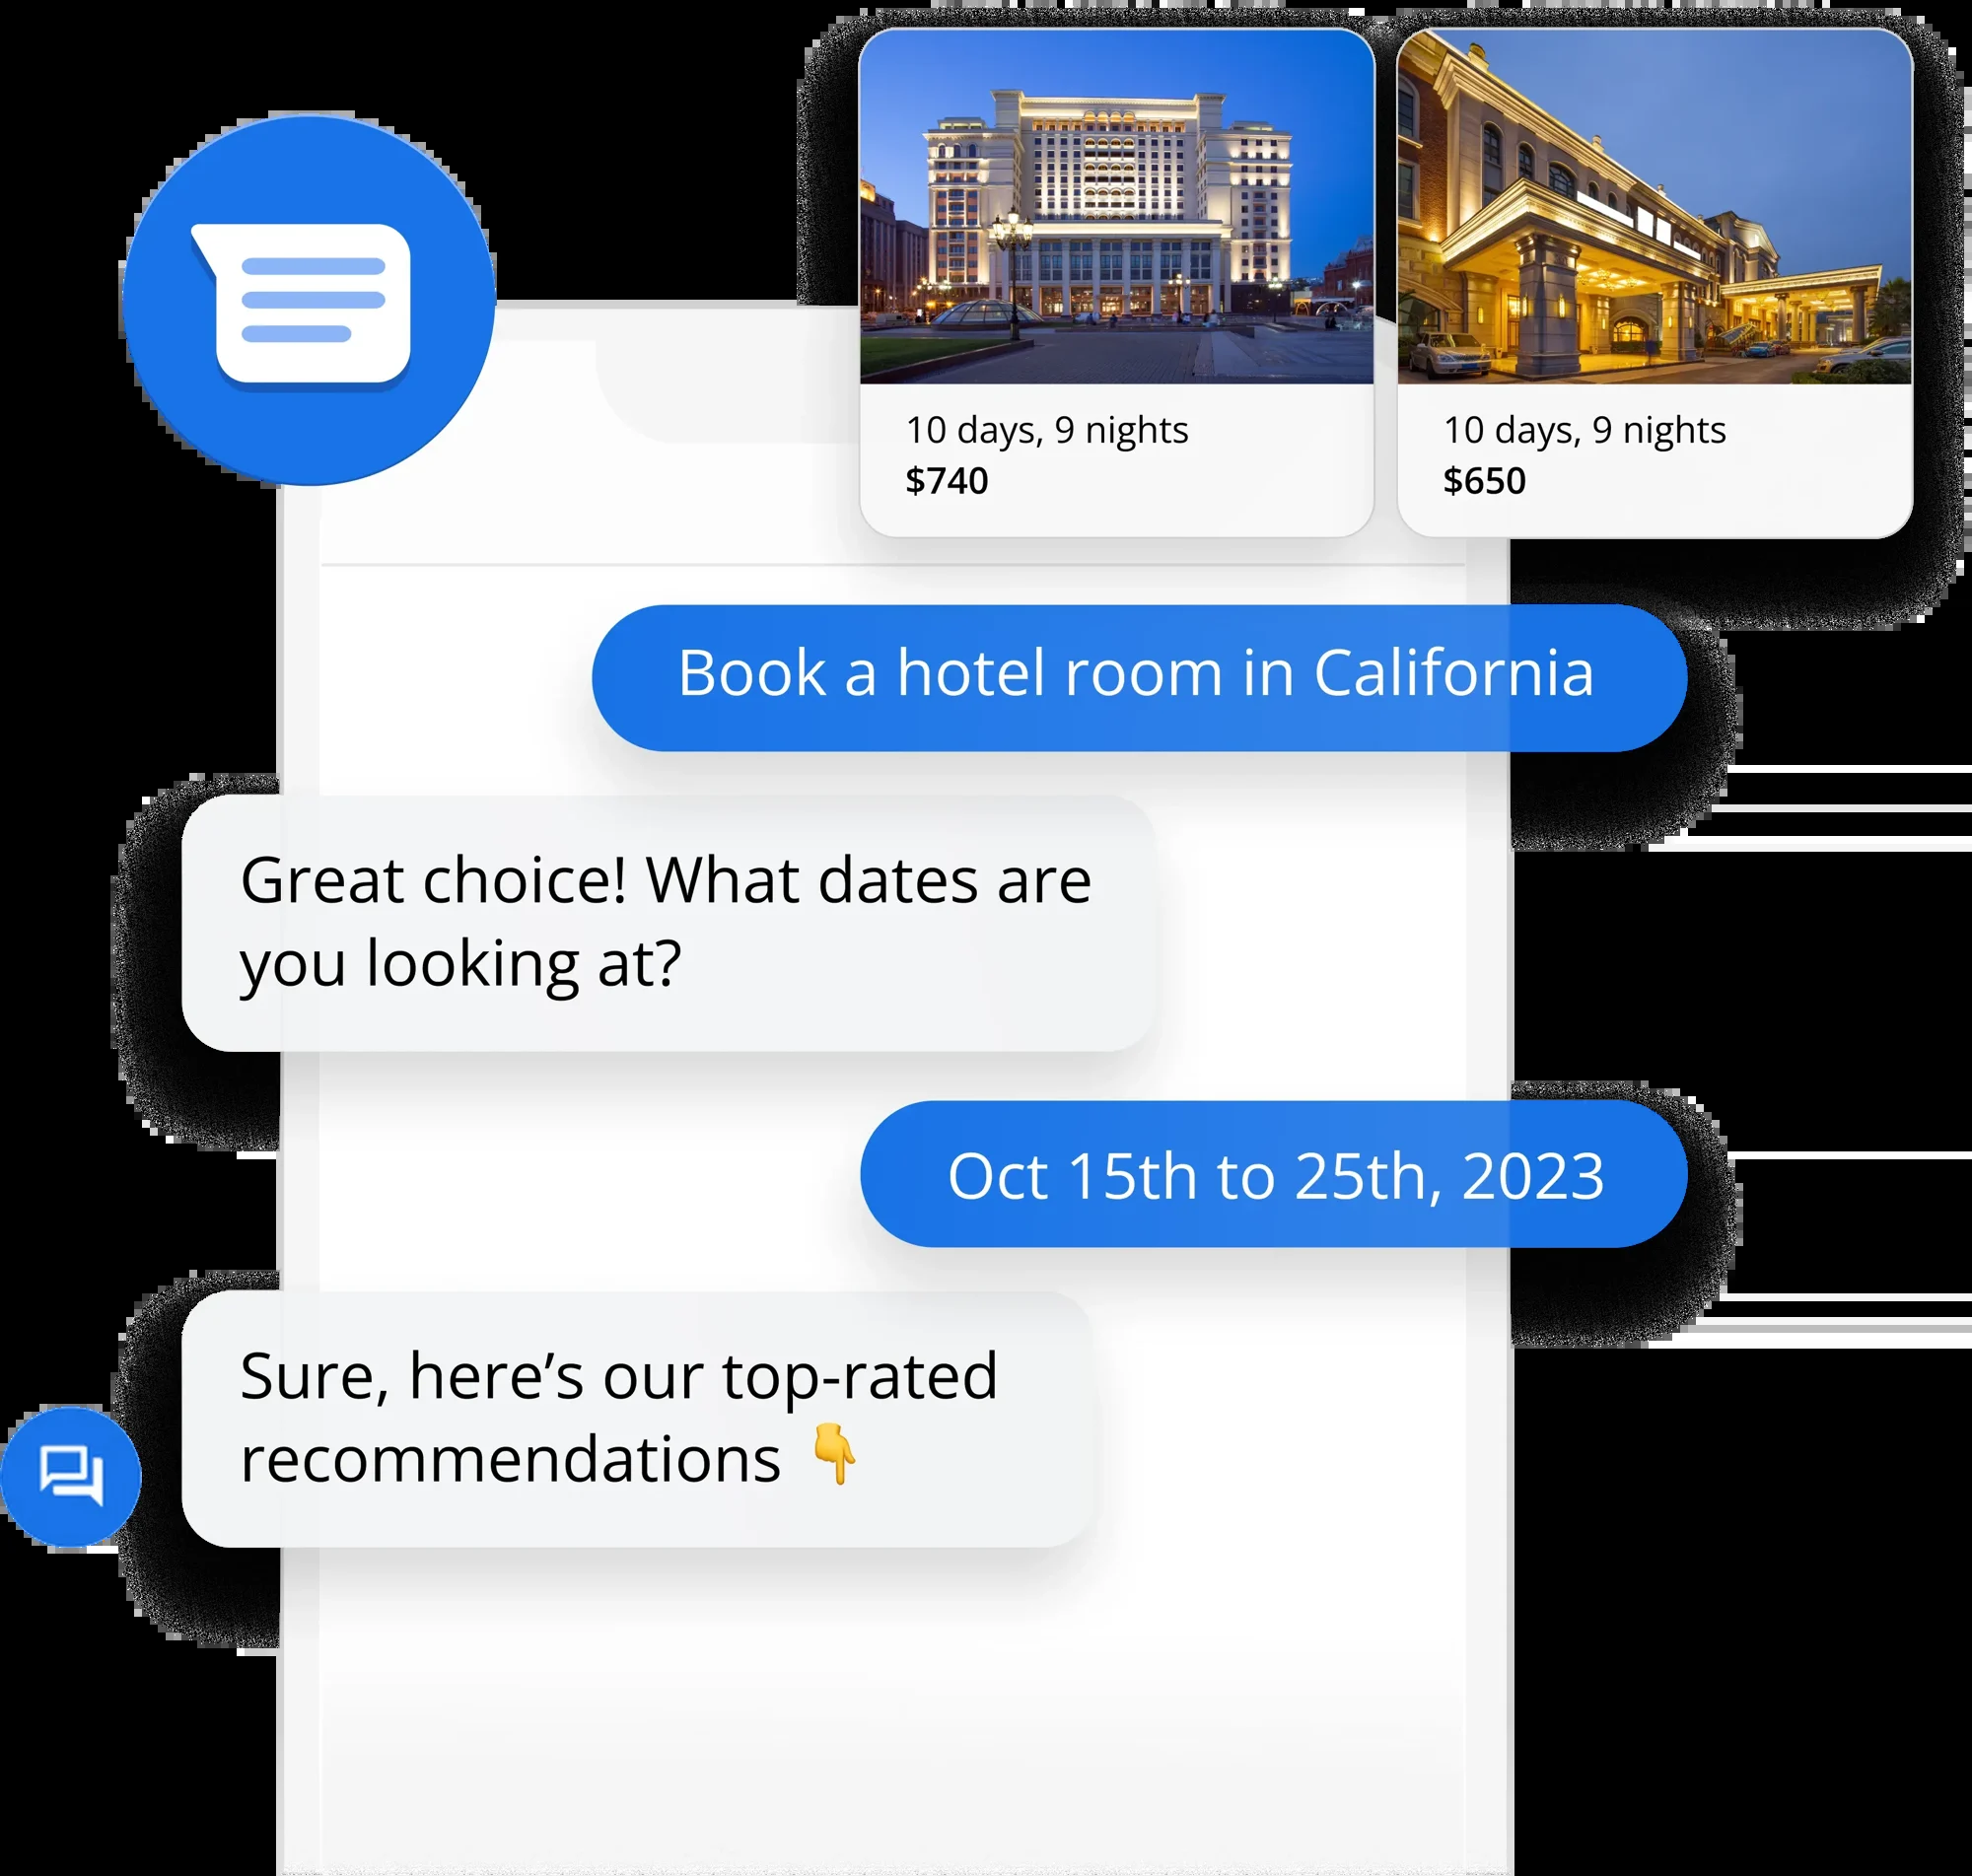 10 days, 9 nights
$740
10 days, 9 nights
$650
Book a hotel room in California
Great choice! What dates are
you looking at?
Oct 15th to 25th, 2023
Sure, here’s our top-rated
recommendations 👇